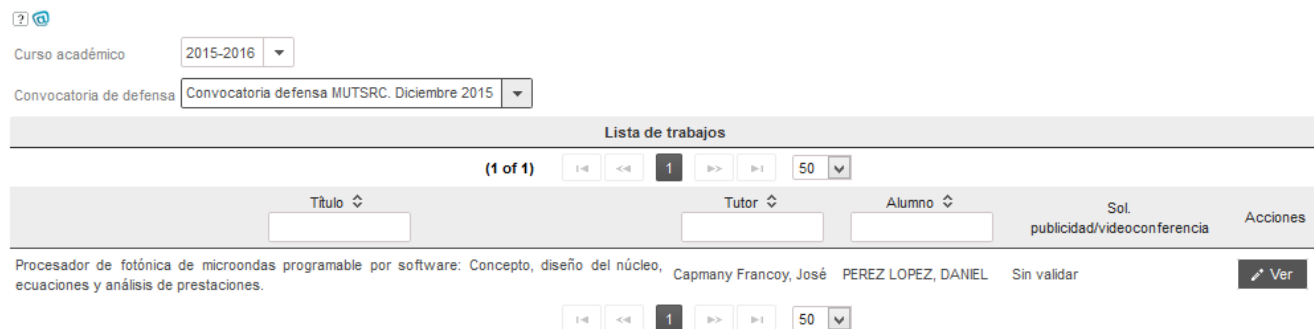 ?
Curso académico 2015-2016
Convocatoria de defensa Convocatoria defensa MUTSRC. Diciembre 2015
Lista de trabajos
(1 of 1) 1 50
Título Tutor Alumno Sol. publicidad/videoconferencia Acciones
Procesador de fotónica de microondas programable por software: Concepto, diseño del núcleo,
ecuaciones y análisis de prestaciones.
Capmany Francoy, José PEREZ LOPEZ, DANIEL Sin validar Ver
1 50